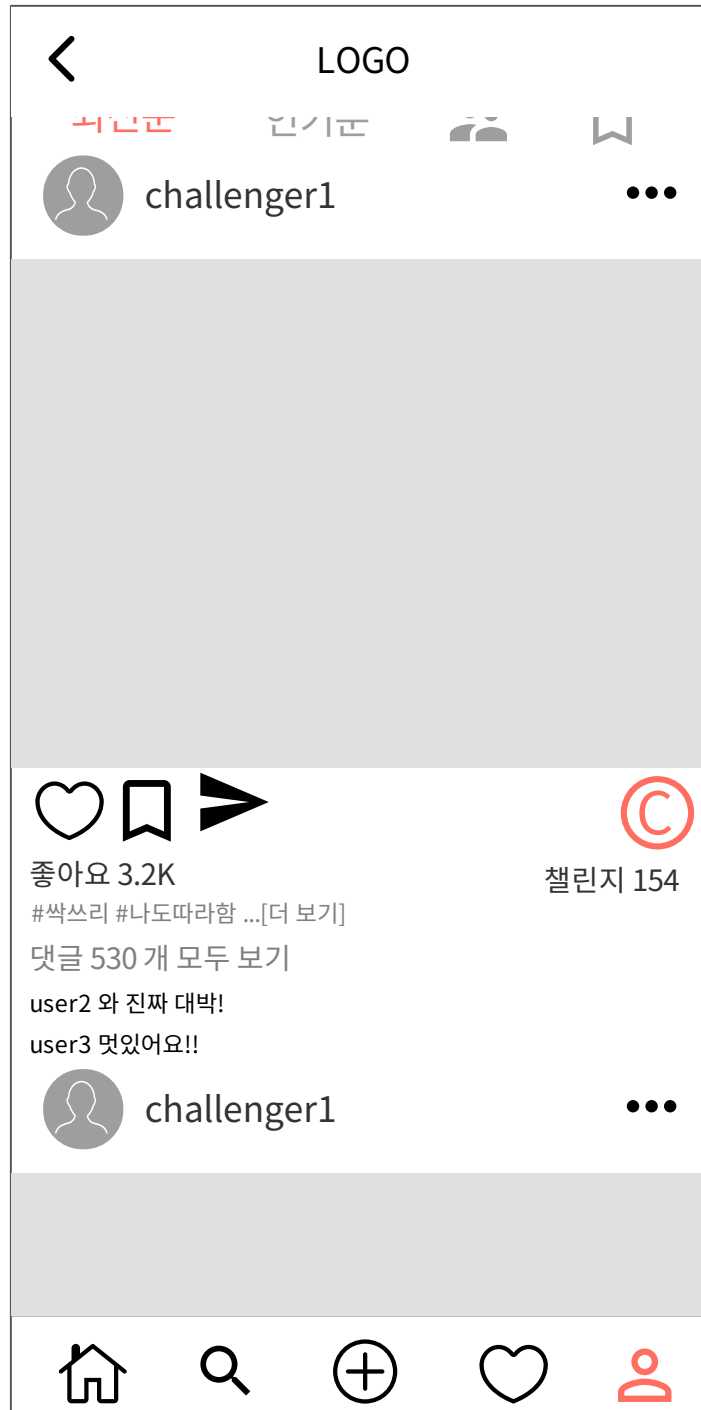 LOGO
challenger1
좋아요 3.2K
챌린지 154
#싹쓰리 #나도따라함 ...[더 보기]
댓글 530 개 모두 보기
user2 와 진짜 대박!
user3 멋있어요!!
challenger1